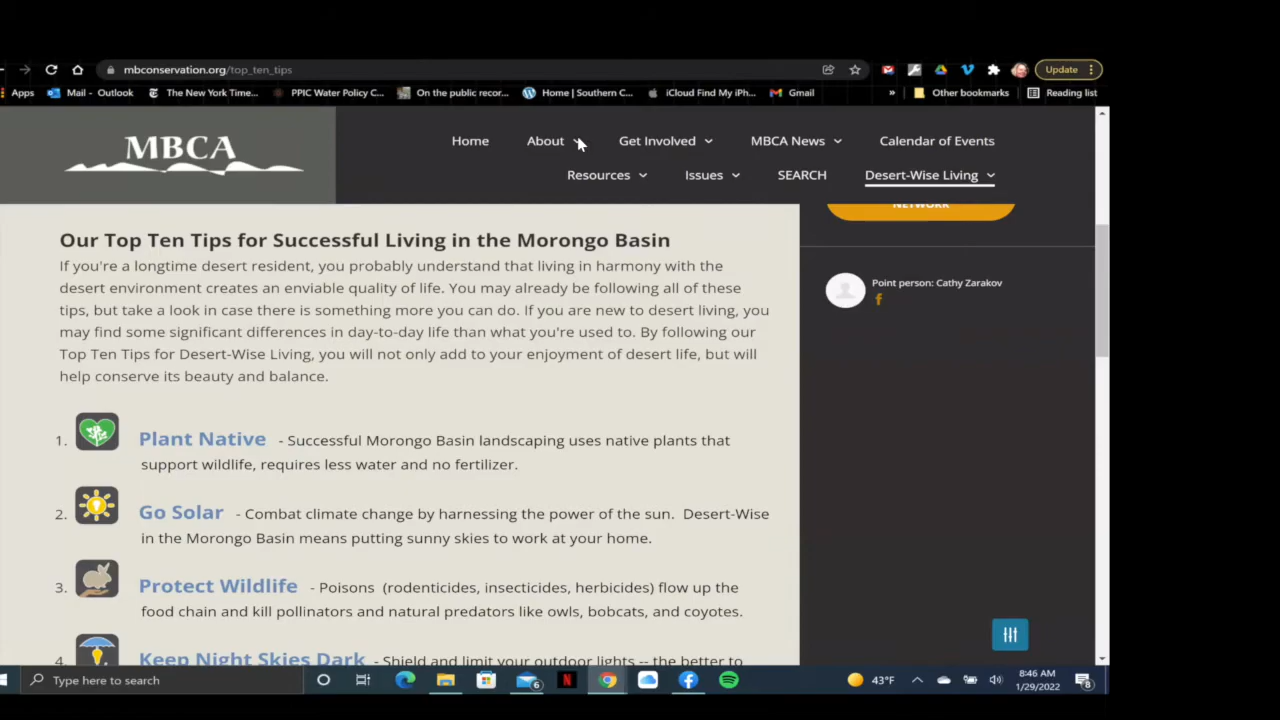 mbconservation.org/top_ten_tips
Update
Apps
Mail - Outlook
The New York Time...
PPIC Water Policy C...
On the public recor...
Home | Southern C...
iCloud Find My iPh...
Gmail
»
Other bookmarks
Reading list
MBCA
Home
About
Get Involved
MBCA News
Calendar of Events
Resources
Issues
SEARCH
Desert-Wise Living
NETWORK
Our Top Ten Tips for Successful Living in the Morongo Basin
If you're a longtime desert resident, you probably understand that living in harmony with the
desert environment creates an enviable quality of life. You may already be following all of these
tips, but take a look in case there is something more you can do. If you are new to desert living, you
may find some significant differences in day-to-day life than what you're used to. By following our
Top Ten Tips for Desert-Wise Living, you will not only add to your enjoyment of desert life, but will
help conserve its beauty and balance.
Point person: Cathy Zarakov
1. Plant Native - Successful Morongo Basin landscaping uses native plants that
support wildlife, requires less water and no fertilizer.
2. Go Solar - Combat climate change by harnessing the power of the sun. Desert-Wise
in the Morongo Basin means putting sunny skies to work at your home.
3. Protect Wildlife - Poisons (rodenticides, insecticides, herbicides) flow up the
food chain and kill pollinators and natural predators like owls, bobcats, and coyotes.
4. Keep Night Skies Dark - Shield and limit your outdoor lights -- the better to
Type here to search
6
43°F
8:46 AM
1/29/2022
8